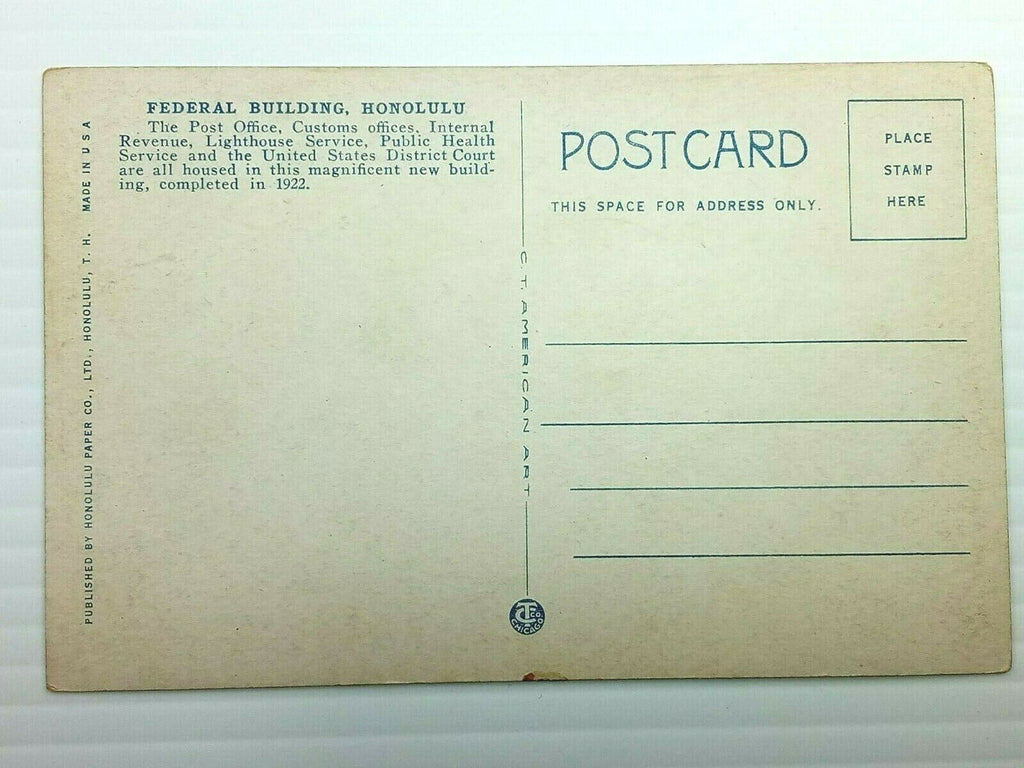 FEDERAL BUILDING, HONOLULU
The Post Office, Customs offices, Internal
Revenue, Lighthouse Service, Public Health
Service and the United States District Court
are all housed in this magnificent new build-
ing, completed in 1922.
PUBLISHED BY HONOLULU PAPER CO., LTD., HONOLULU, T. H. MADE IN U S A
C. T. AMERICAN ART
POST CARD
THIS SPACE FOR ADDRESS ONLY.
PLACE
STAMP
HERE
CT CO
CHICAGO